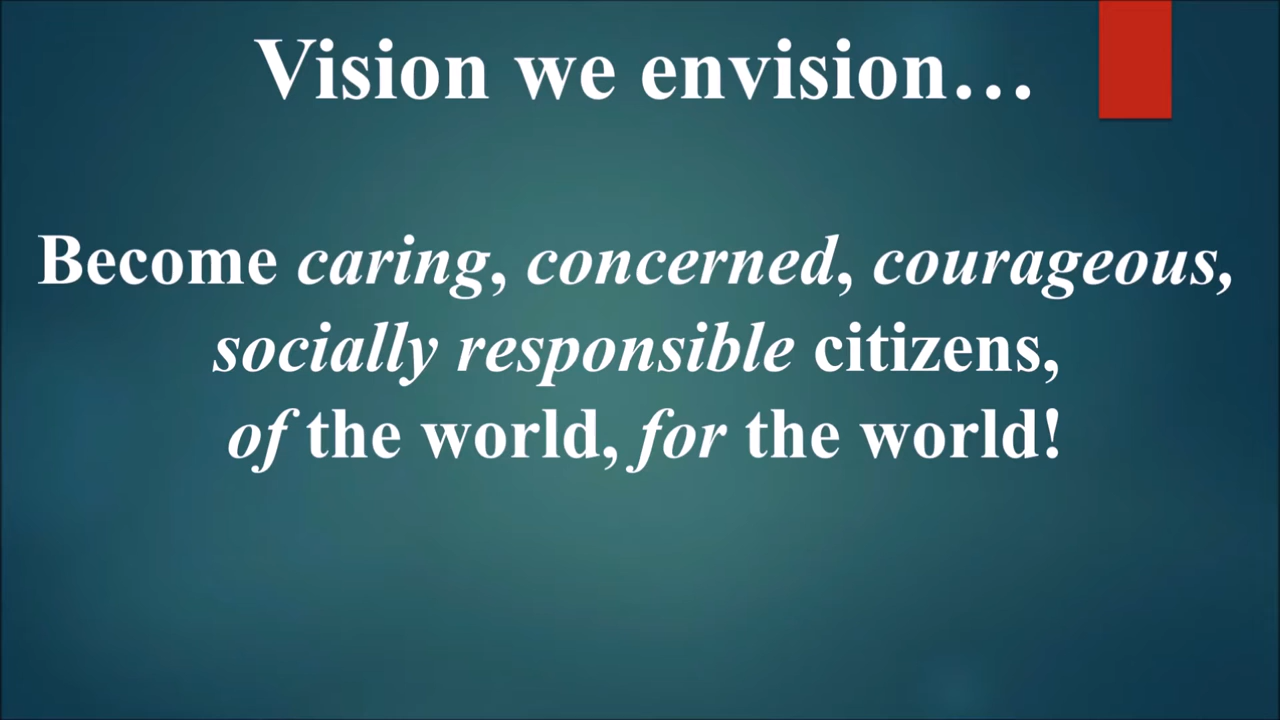 Vision we envision…
Become caring, concerned, courageous,
socially responsible citizens,
of the world, for the world!